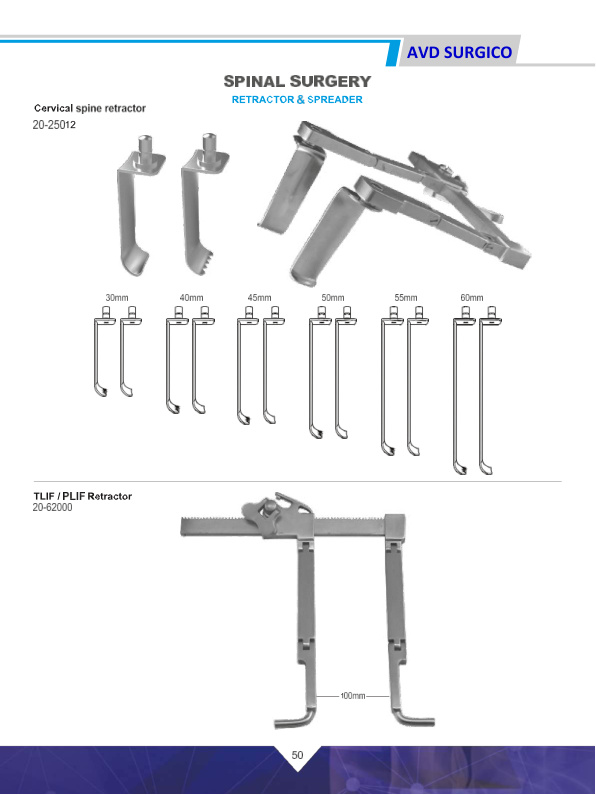 AVD SURGICO
SPINAL SURGERY
RETRACTOR & SPREADER
Cervical spine retractor
20-25012
30mm 40mm 45mm 50mm 55mm 60mm
TLIF / PLIF Retractor
20-62000
100mm
50